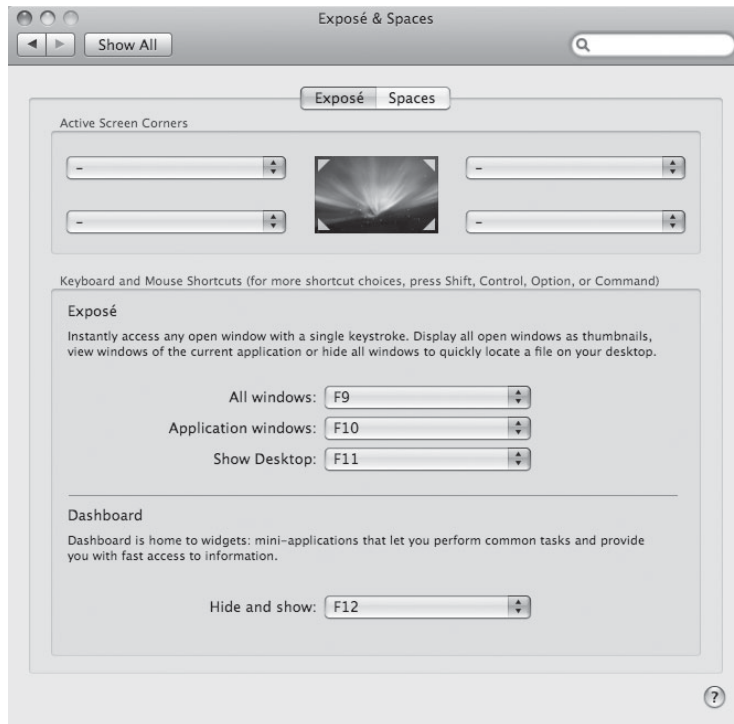 Exposé & Spaces
Show All
Exposé Spaces
Active Screen Corners
– –
– –
Keyboard and Mouse Shortcuts (for more shortcut choices, press Shift, Control, Option, or Command)
Exposé
Instantly access any open window with a single keystroke. Display all open windows as thumbnails,
view windows of the current application or hide all windows to quickly locate a file on your desktop.
All windows: F9
Application windows: F10
Show Desktop: F11
Dashboard
Dashboard is home to widgets: mini-applications that let you perform common tasks and provide
you with fast access to information.
Hide and show: F12
?